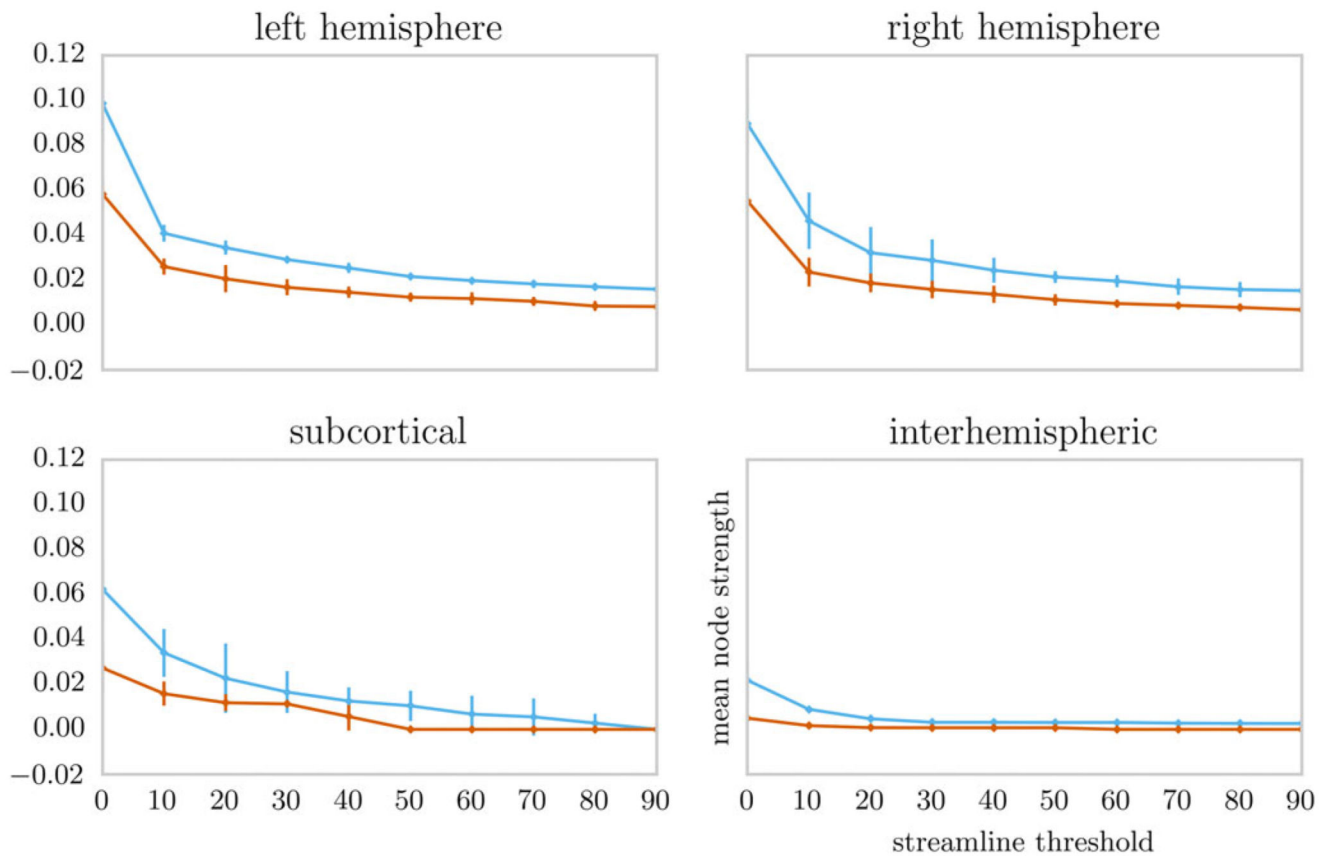 left hemisphere
right hemisphere
0.12
0.10
0.08
0.06
0.04
0.02
0.00
−0.02
subcortical
interhemispheric
0.12
0.10
0.08
0.06
0.04
0.02
0.00
−0.02
mean node strength
0 10 20 30 40 50 60 70 80 90
0 10 20 30 40 50 60 70 80 90
streamline threshold